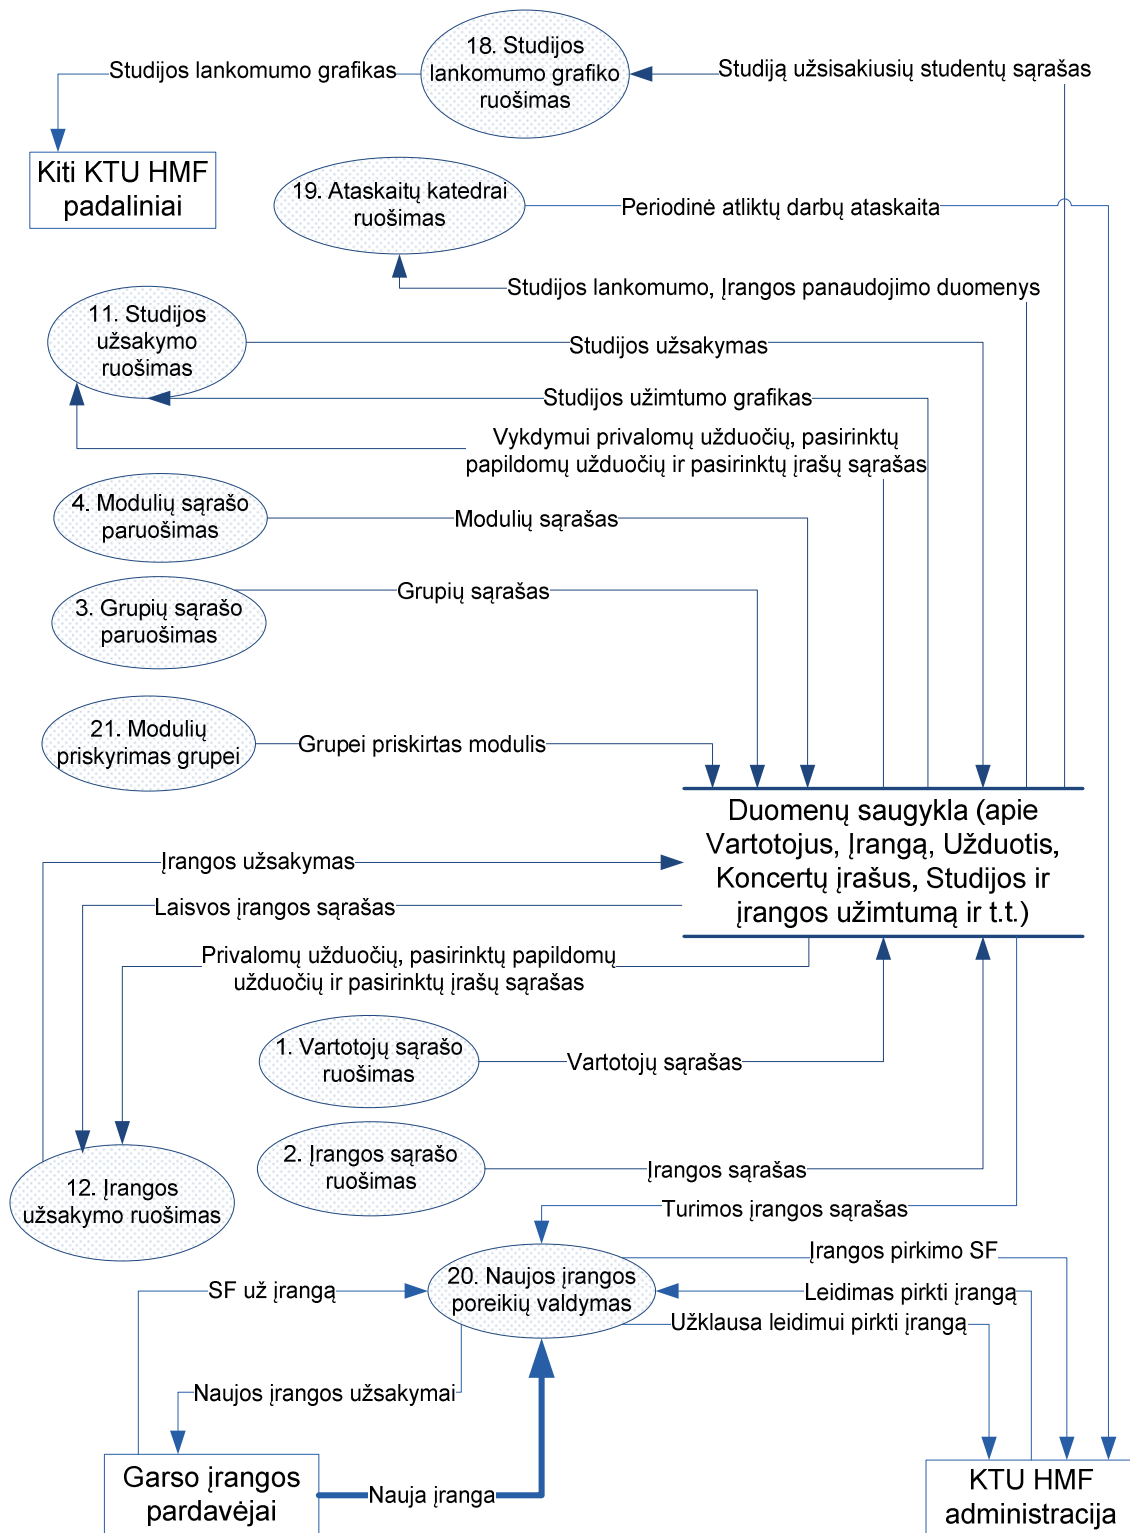 18. Studijos
lankomumo grafiko
ruošimas
Studijos lankomumo grafikas
Studiją užsisakiusių studentų sąrašas
Kiti KTU HMF
padaliniai
19. Ataskaitų katedrai
ruošimas
Periodinė atliktų darbų ataskaita
Studijos lankomumo, Įrangos panaudojimo duomenys
11. Studijos
užsakymo
ruošimas
Studijos užsakymas
Studijos užimtumo grafikas
Vykdymui privalomų užduočių, pasirinktų
papildomų užduočių ir pasirinktų įrašų sąrašas
4. Modulių sąrašo
paruošimas
Modulių sąrašas
3. Grupių sąrašo
paruošimas
Grupių sąrašas
21. Modulių
priskyrimas grupei
Grupei priskirtas modulis
Duomenų saugykla (apie
Vartotojus, Įrangą, Užduotis,
Koncertų įrašus, Studijos ir
įrangos užimtumą ir t.t.)
Įrangos užsakymas
Laisvos įrangos sąrašas
Privalomų užduočių, pasirinktų papildomų
užduočių ir pasirinktų įrašų sąrašas
1. Vartotojų sąrašo
ruošimas
Vartotojų sąrašas
2. Įrangos sąrašo
ruošimas
Įrangos sąrašas
12. Įrangos
užsakymo ruošimas
Turimos įrangos sąrašas
20. Naujos įrangos
poreikių valdymas
Įrangos pirkimo SF
SF už įrangą
Leidimas pirkti įrangą
Užklausa leidimui pirkti įrangą
Naujos įrangos užsakymai
Garso įrangos
pardavėjai
Nauja įranga
KTU HMF
administracija